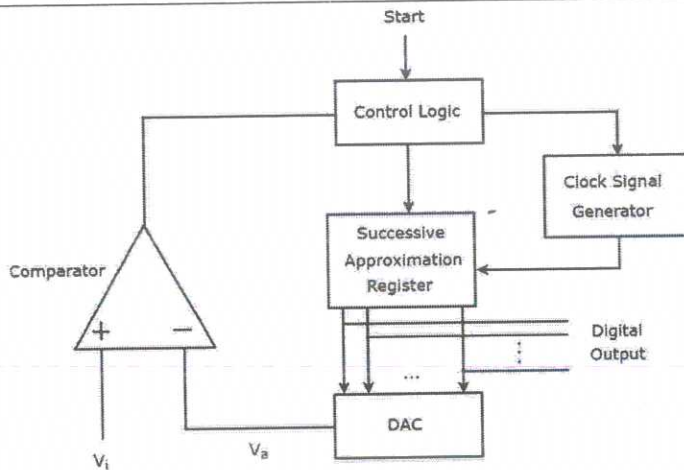 Start
Control Logic
Clock Signal
Generator
Successive
Approximation
Register
Comparator
+
−
Digital
Output
...
DAC
Va
Vi